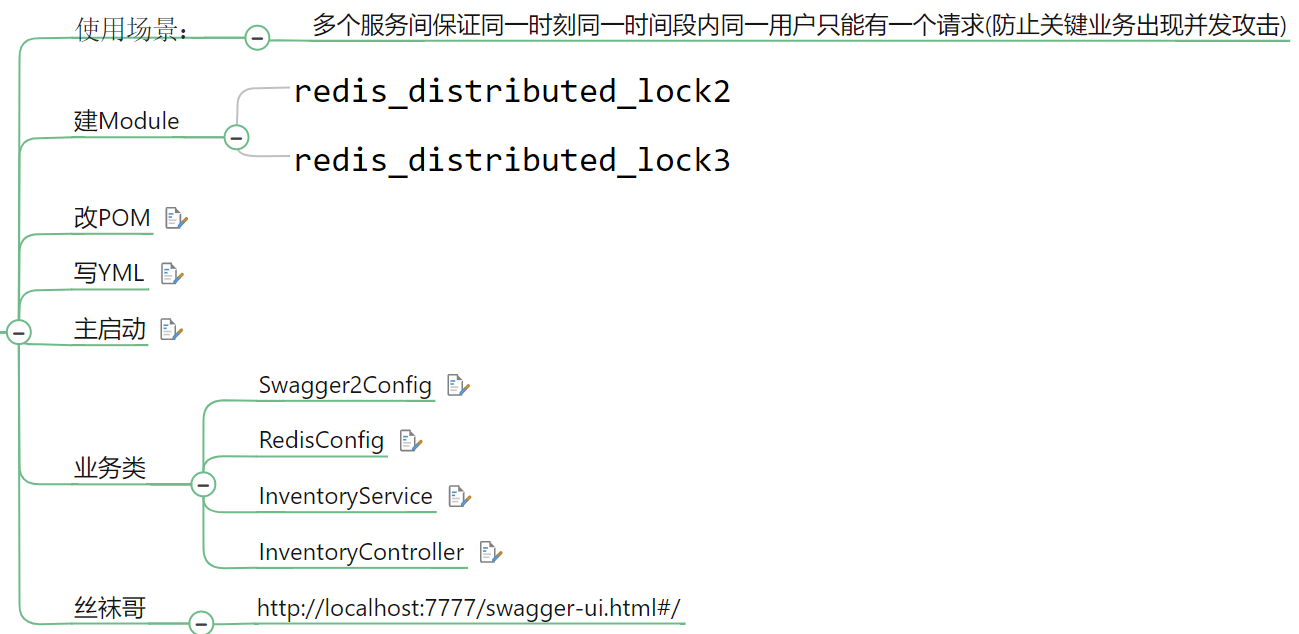 使用场景：
多个服务间保证同一时刻同一时间段内同一用户只能有一个请求(防止关键业务出现并发攻击)
建Module
redis_distributed_lock2
redis_distributed_lock3
改POM
写YML
主启动
业务类
Swagger2Config
RedisConfig
InventoryService
InventoryController
丝袜哥
http://localhost:7777/swagger-ui.html#/